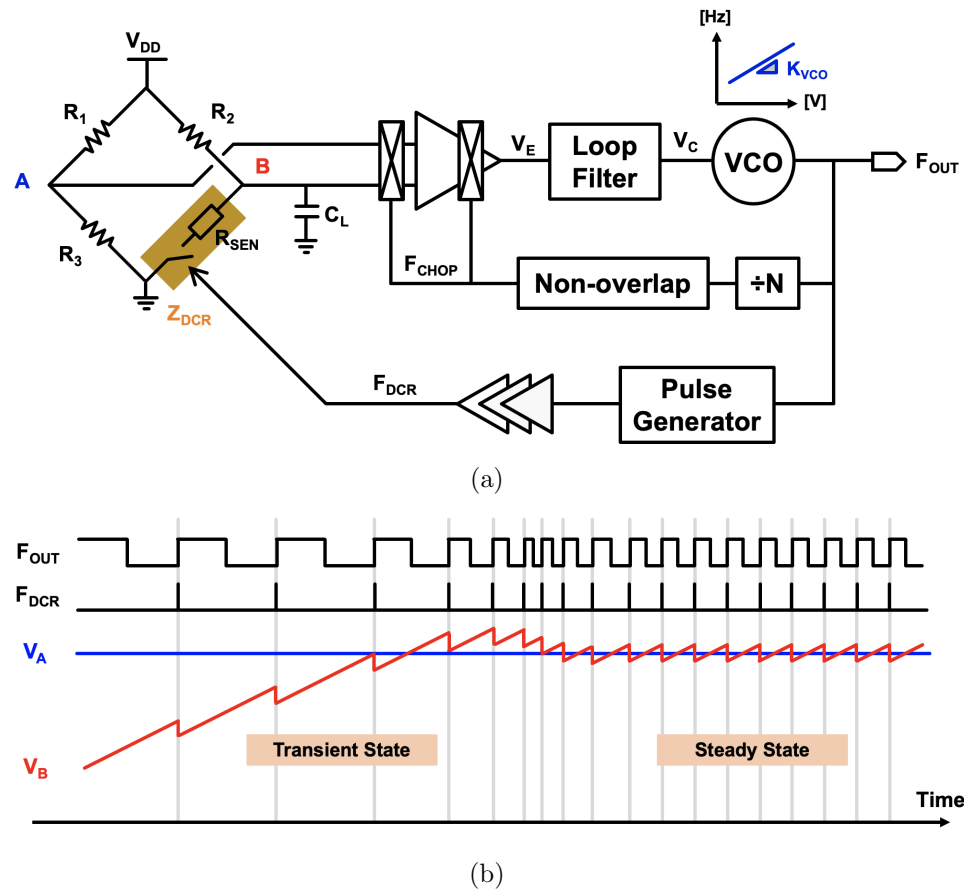 [Hz]
V_DD
K_VCO
R_1
R_2
[V]
A
B
V_E
Loop
Filter
V_C
VCO
F_OUT
C_L
R_3
R_SEN
F_CHOP
Non-overlap
÷N
Z_DCR
F_DCR
Pulse
Generator
(a)
F_OUT
F_DCR
V_A
Transient State
Steady State
V_B
Time
(b)